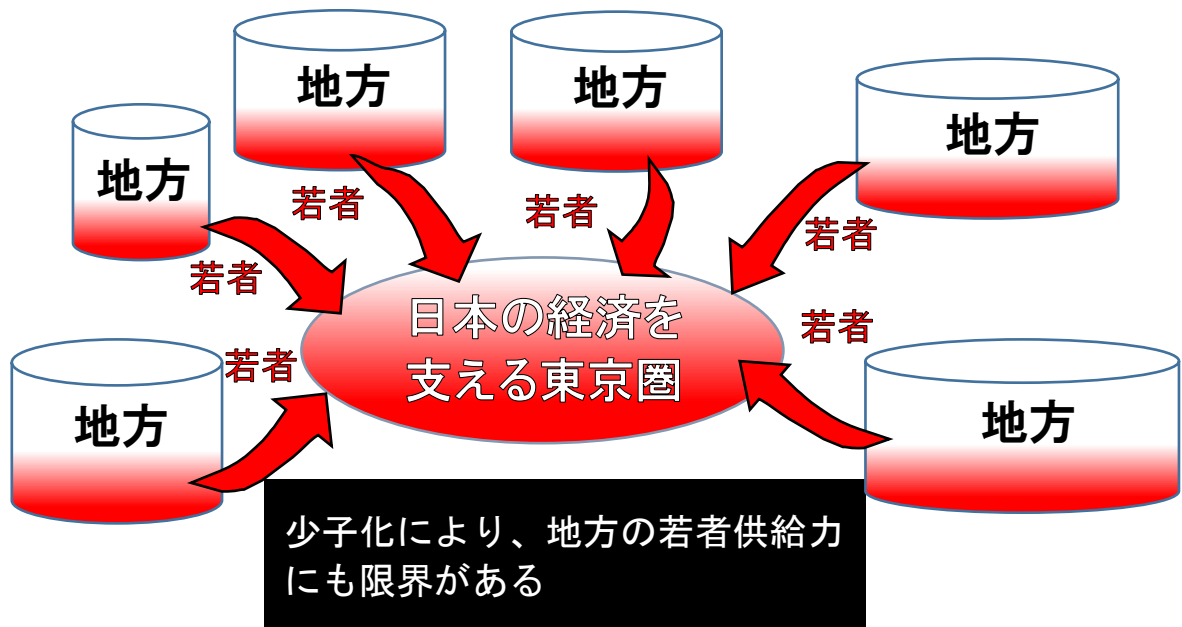 地方
地方
地方
地方
若者
若者
若者
若者
日本の経済を
支える東京圏
若者
若者
地方
地方
少子化により、地方の若者供給力
にも限界がある